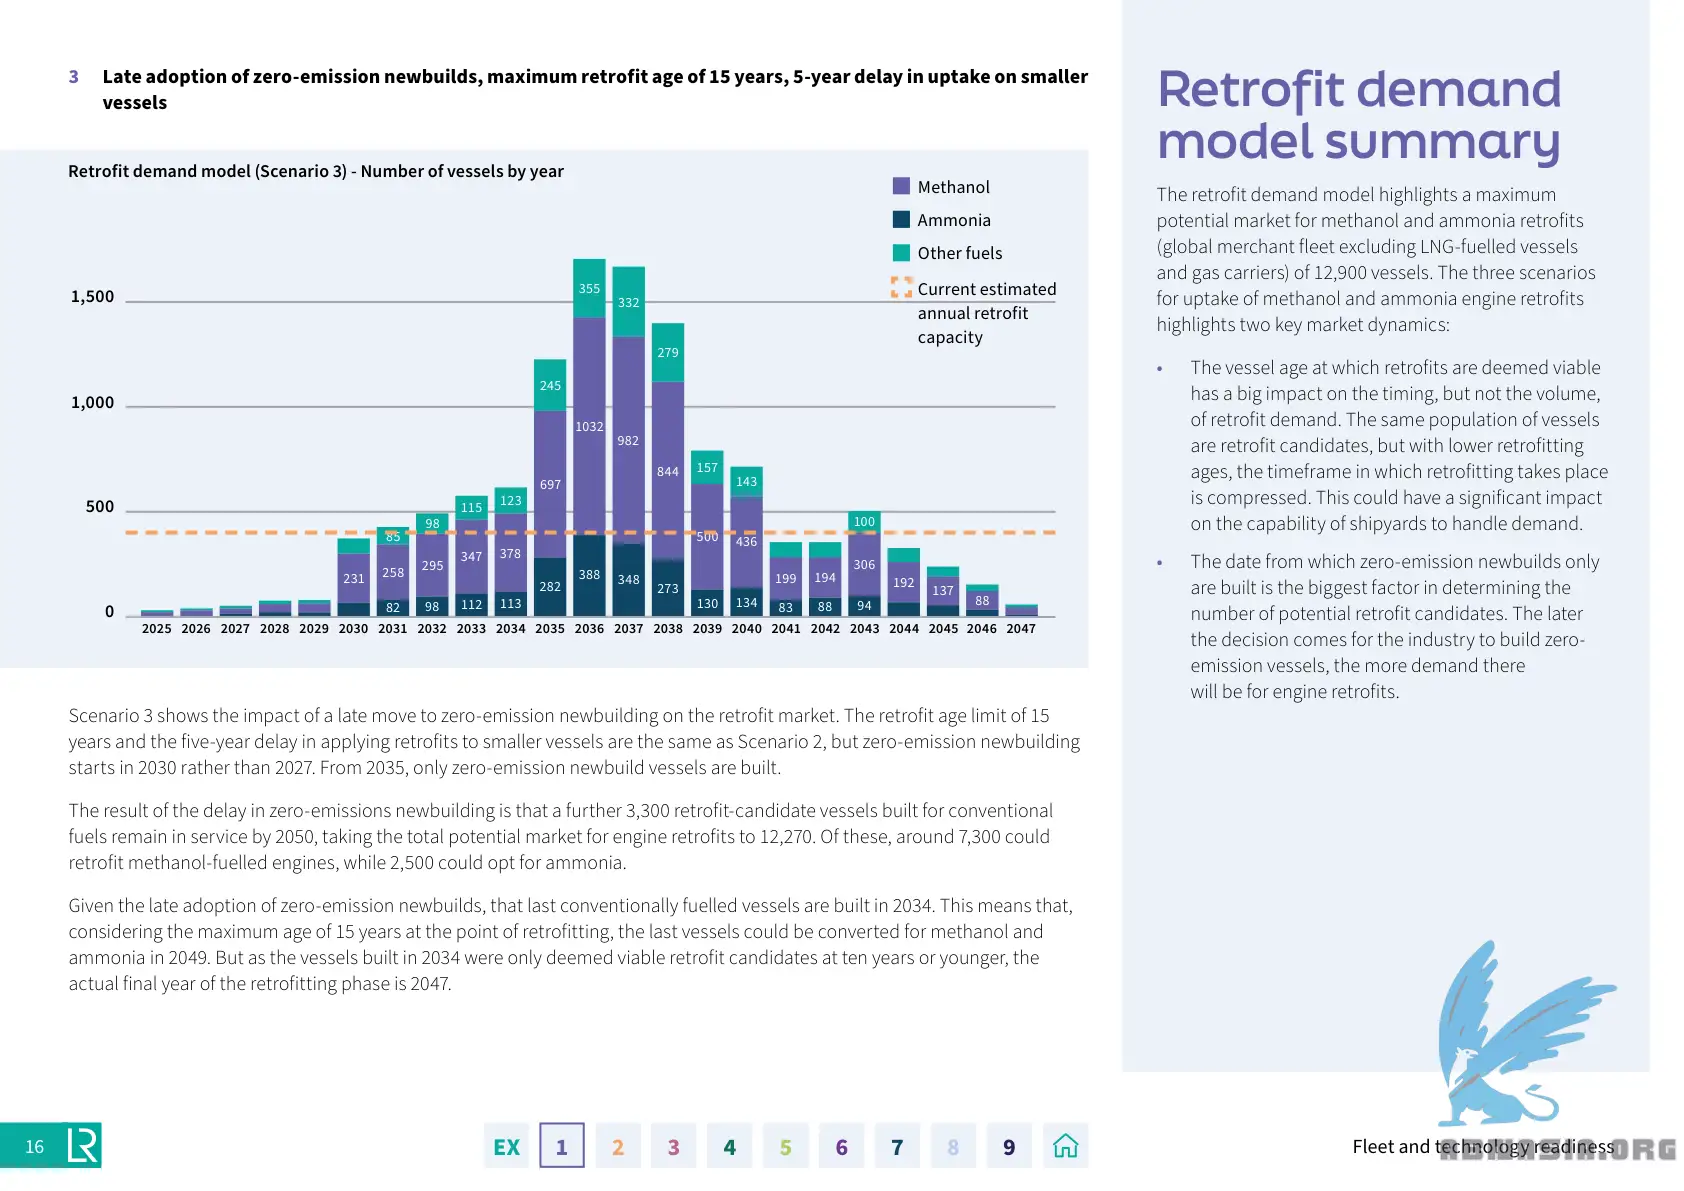 3 Late adoption of zero-emission newbuilds, maximum retrofit age of 15 years, 5-year delay in uptake on smaller
vessels
Retrofit demand model (Scenario 3) - Number of vessels by year
Methanol
Ammonia
Other fuels
Current estimated
annual retrofit
capacity
1,500
1,000
500
0
355
332
279
245
1032
982
844
697
157
143
123
115
98
85
100
500
436
378
347
295
258
231
306
199
194
192
137
88
388
348
282
273
130
134
113
112
98
82
83
88
94
2025 2026 2027 2028 2029 2030 2031 2032 2033 2034 2035 2036 2037 2038 2039 2040 2041 2042 2043 2044 2045 2046 2047
Scenario 3 shows the impact of a late move to zero-emission newbuilding on the retrofit market. The retrofit age limit of 15
years and the five-year delay in applying retrofits to smaller vessels are the same as Scenario 2, but zero-emission newbuilding
starts in 2030 rather than 2027. From 2035, only zero-emission newbuild vessels are built.
The result of the delay in zero-emissions newbuilding is that a further 3,300 retrofit-candidate vessels built for conventional
fuels remain in service by 2050, taking the total potential market for engine retrofits to 12,270. Of these, around 7,300 could
retrofit methanol-fuelled engines, while 2,500 could opt for ammonia.
Given the late adoption of zero-emission newbuilds, that last conventionally fuelled vessels are built in 2034. This means that,
considering the maximum age of 15 years at the point of retrofitting, the last vessels could be converted for methanol and
ammonia in 2049. But as the vessels built in 2034 were only deemed viable retrofit candidates at ten years or younger, the
actual final year of the retrofitting phase is 2047.
Retrofit demand
model summary
The retrofit demand model highlights a maximum
potential market for methanol and ammonia retrofits
(global merchant fleet excluding LNG-fuelled vessels
and gas carriers) of 12,900 vessels. The three scenarios
for uptake of methanol and ammonia engine retrofits
highlights two key market dynamics:
• The vessel age at which retrofits are deemed viable
has a big impact on the timing, but not the volume,
of retrofit demand. The same population of vessels
are retrofit candidates, but with lower retrofitting
ages, the timeframe in which retrofitting takes place
is compressed. This could have a significant impact
on the capability of shipyards to handle demand.
• The date from which zero-emission newbuilds only
are built is the biggest factor in determining the
number of potential retrofit candidates. The later
the decision comes for the industry to build zero-
emission vessels, the more demand there
will be for engine retrofits.
16 LR
EX 1 2 3 4 5 6 7 8 9
Fleet and technology readiness